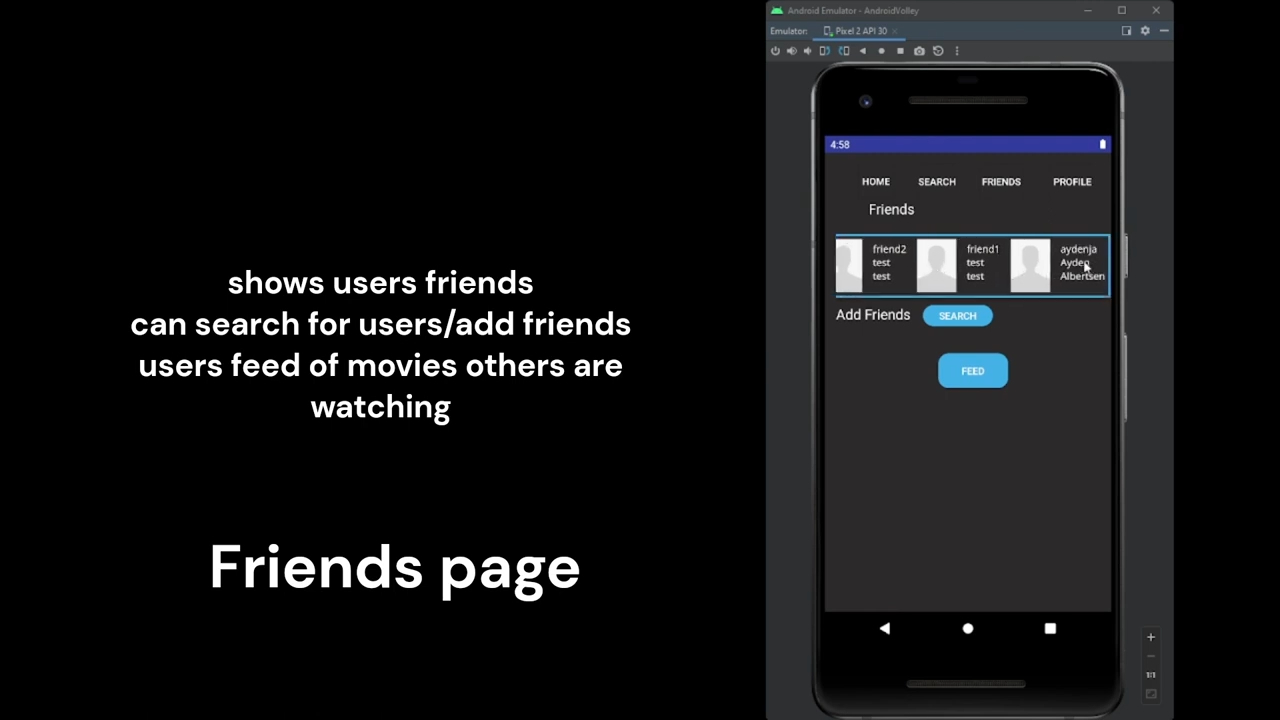 shows users friends
can search for users/add friends
users feed of movies others are
watching
Friends page
Android Emulator - AndroidVolley
Emulator:
Pixel 2 API 30
4:58
HOME
SEARCH
FRIENDS
PROFILE
Friends
friend2
test
test
friend1
test
test
aydenja
Ayden
Albertsen
Add Friends
SEARCH
FEED
1:1